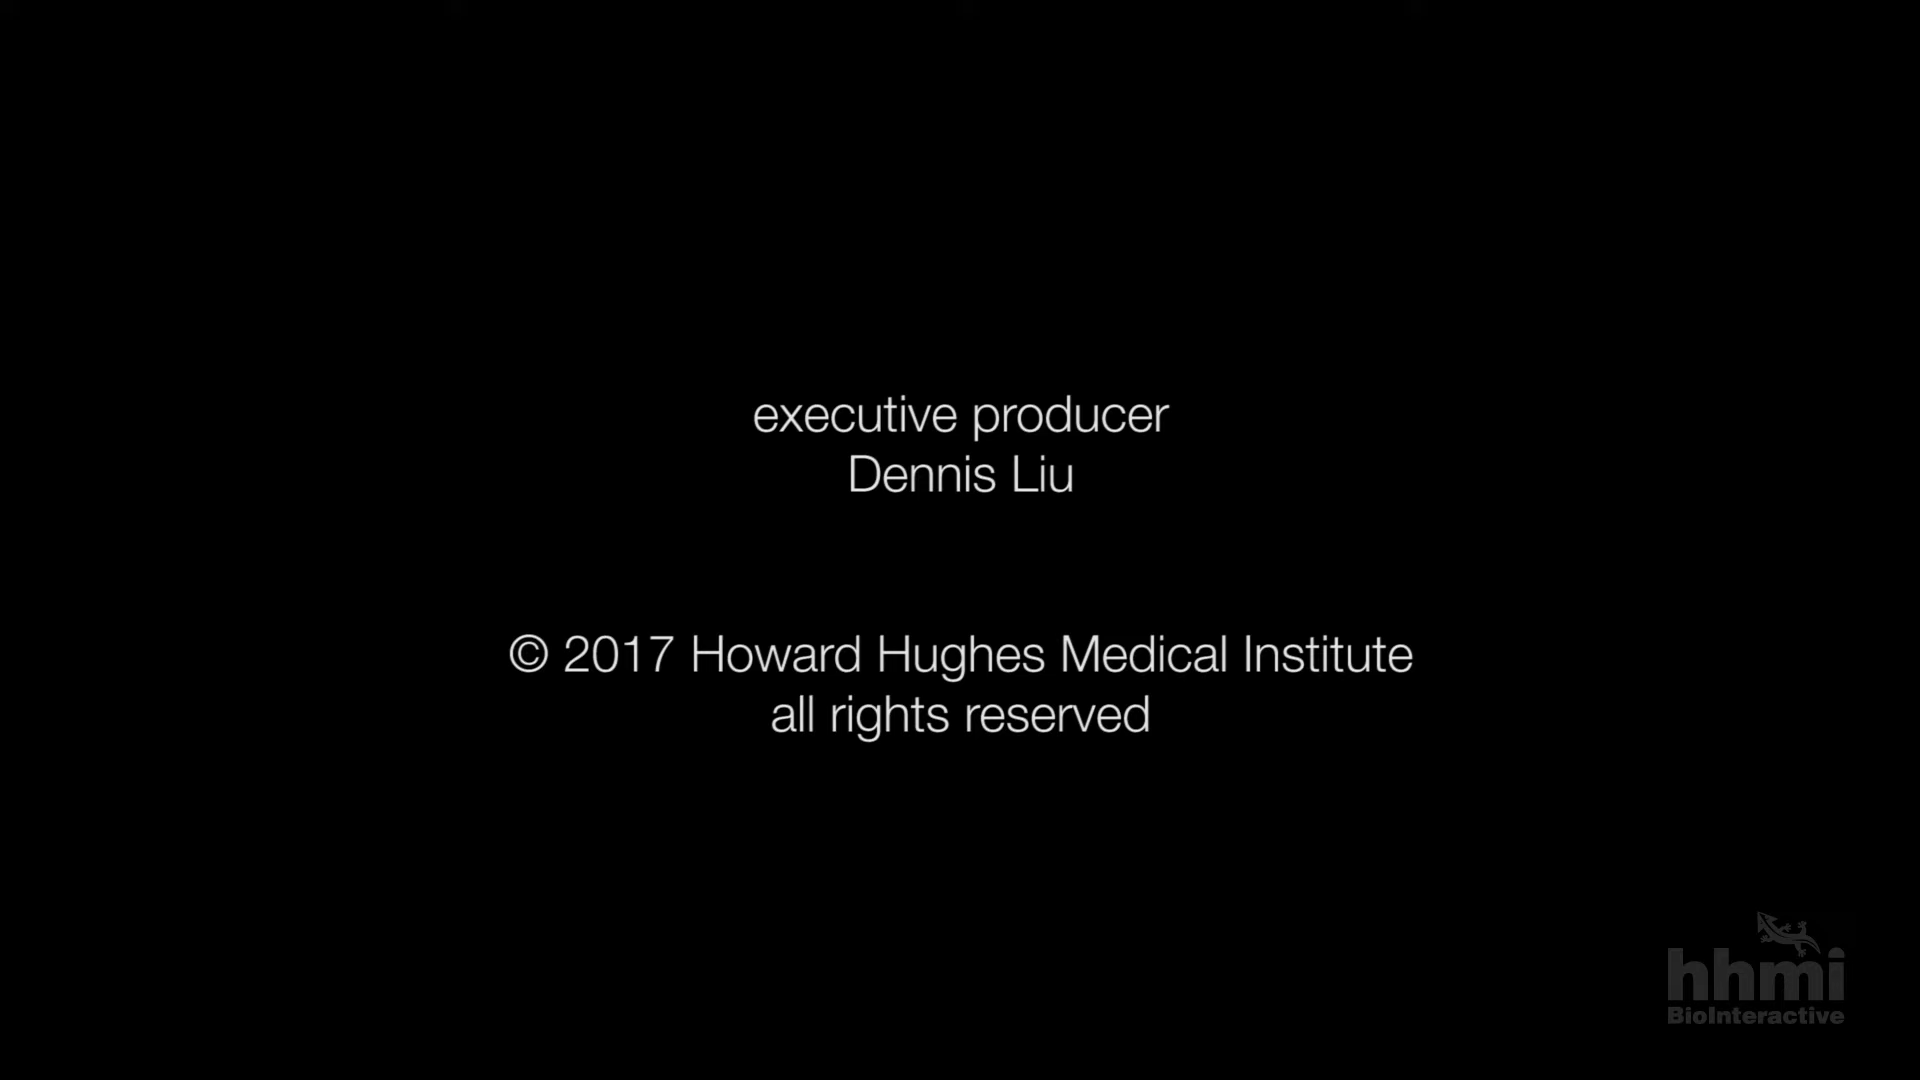 executive producer
Dennis Liu
© 2017 Howard Hughes Medical Institute
all rights reserved
hhmi
BioInteractive